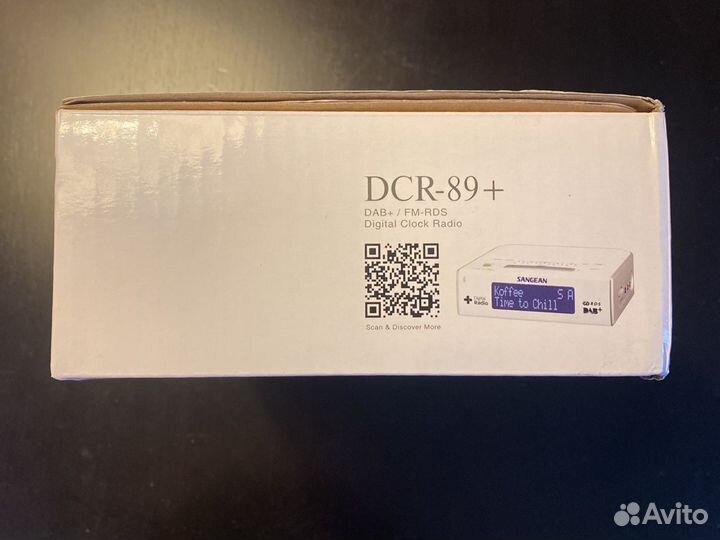 DCR-89+
DAB+ / FM-RDS
Digital Clock Radio
SANGEAN
Koffee S A
Time to Chill
Digital
Radio
R·D·S
DAB+
Scan & Discover More
Avito